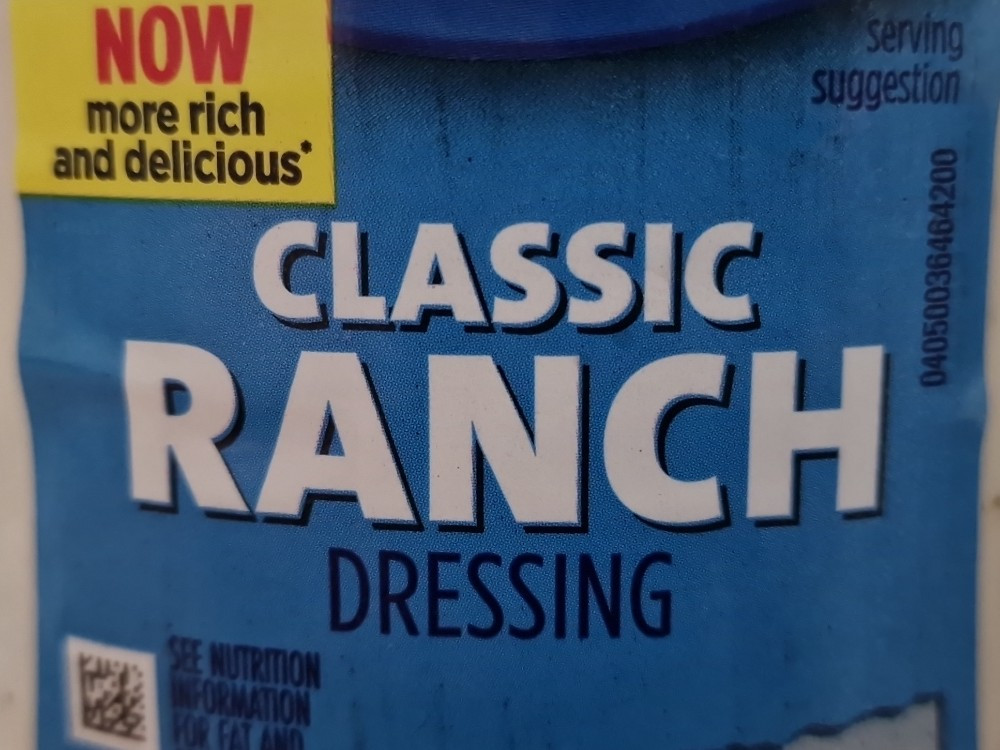 NOW
more rich
and delicious*
serving
suggestion
04050036464200
CLASSIC
RANCH
DRESSING
SEE NUTRITION
INFORMATION
FOR FAT AND